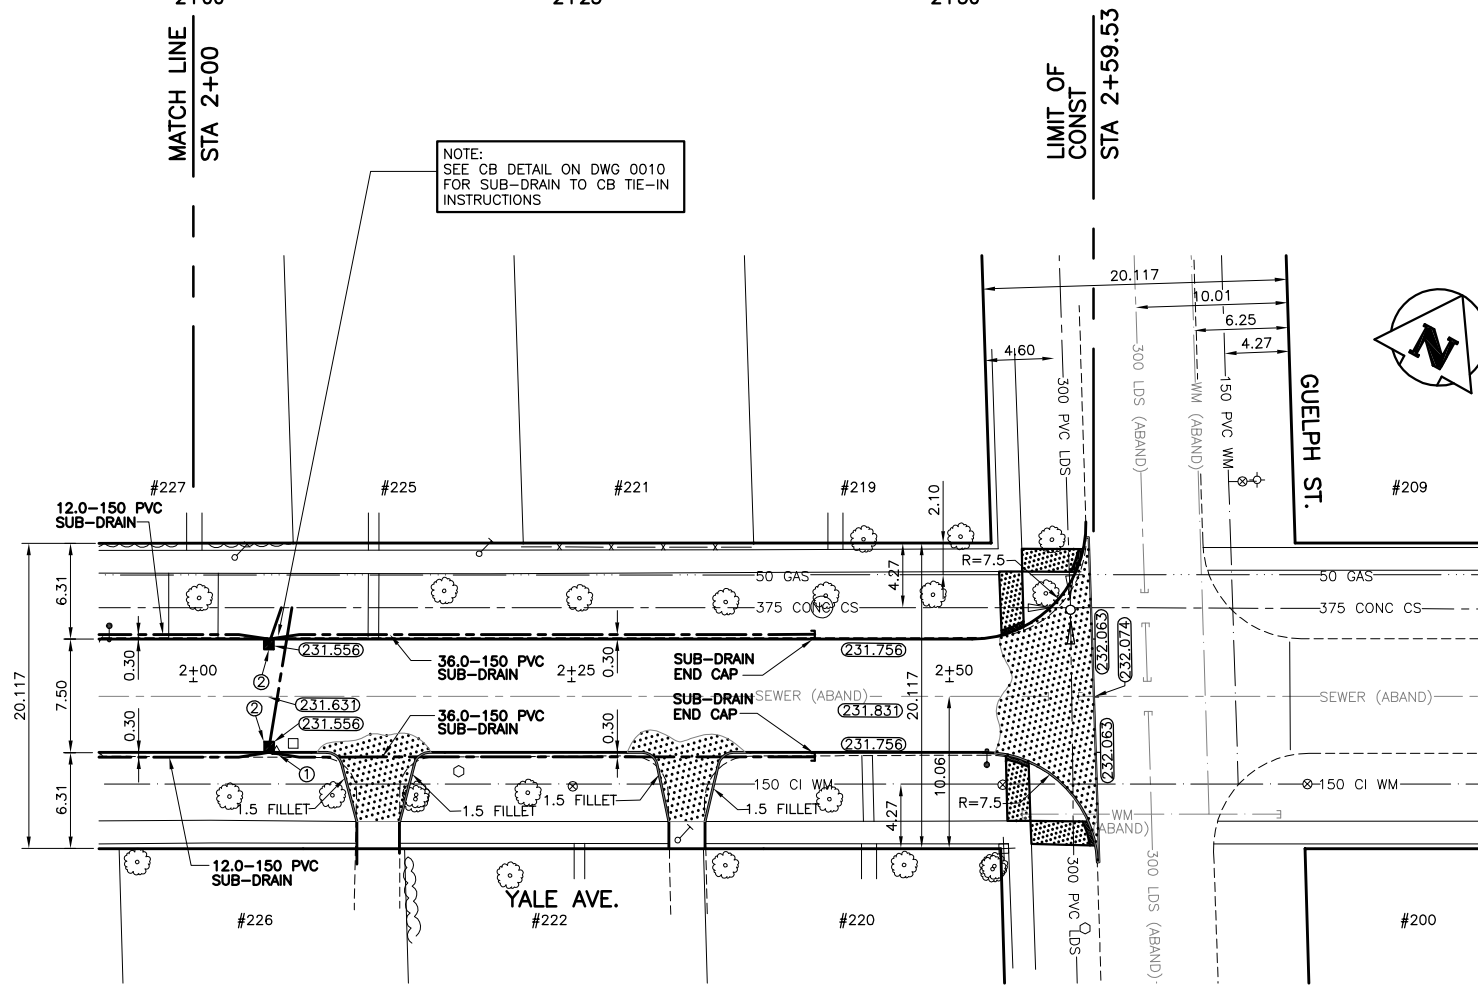 MATCH LINE
STA 2+00
LIMIT OF
CONST
STA 2+59.53
NOTE:
SEE CB DETAIL ON DWG 0010
FOR SUB-DRAIN TO CB TIE-IN
INSTRUCTIONS
20.117
10.01
6.25
4.27
4.60
N
300 PVC LDS
300 LDS (ABAND)
WM (ABAND)
150 PVC WM
GUELPH ST.
#227
#225
#221
#219
#209
12.0-150 PVC
SUB-DRAIN
2.10
R=7.5
4.27
50 GAS
50 GAS
375 CONC CS
375 CONC CS
6.31
20.117
7.50
6.31
0.30
0.30
231.556
2+00
36.0-150 PVC
SUB-DRAIN
0.30
2+25
SUB-DRAIN
END CAP
231.756
2+50
232.063
232.074
2
231.631
2
231.556
1
SEWER (ABAND)
SEWER (ABAND)
SUB-DRAIN
END CAP
231.831
20.117
36.0-150 PVC
SUB-DRAIN
0.30
231.756
232.063
10.06
150 CI WM
150 CI WM
1.5 FILLET
1.5 FILLET
1.5 FILLET
1.5 FILLET
4.27
R=7.5
WM
(ABAND)
12.0-150 PVC
SUB-DRAIN
300 PVC LDS
300 LDS (ABAND)
YALE AVE.
#226
#222
#220
#200